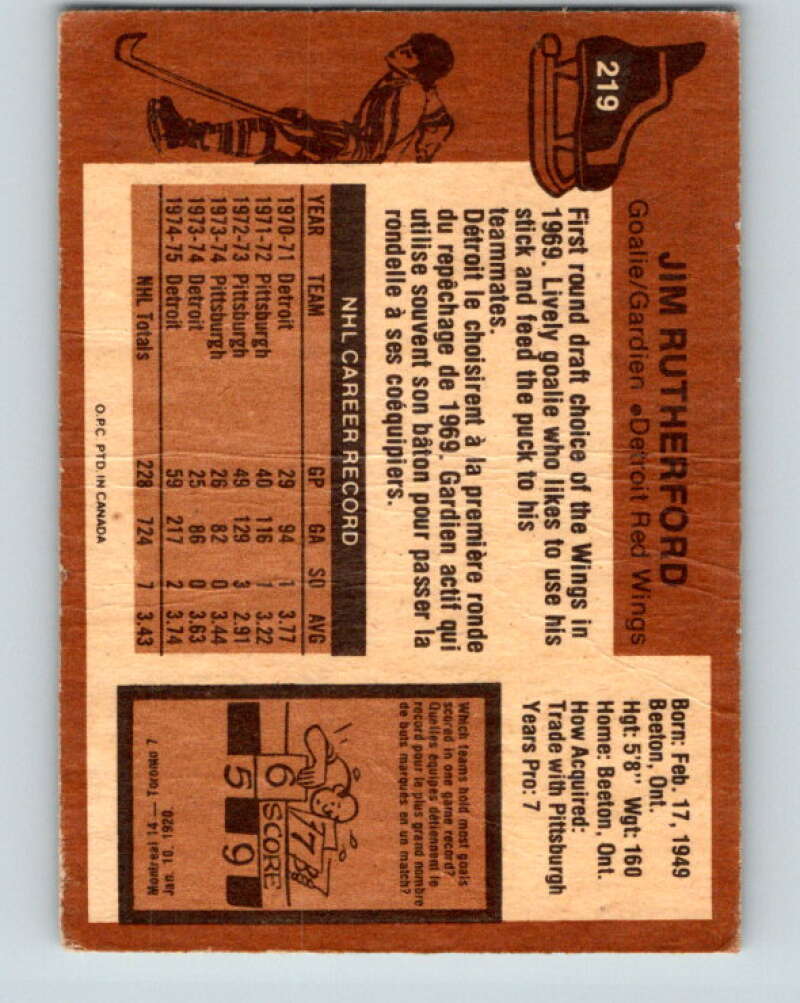 219
JIM RUTHERFORD
Goalie/Gardien • Detroit Red Wings
Born: Feb. 17, 1949
Beeton, Ont.
Hgt: 5'8" Wgt: 160
Home: Beeton, Ont.
How Acquired:
Trade with Pittsburgh
Years Pro: 7
First round draft choice of the Wings in
1969. Lively goalie who likes to use his
stick and feed the puck to his
teammates.
Détroit le choisirent à la première ronde
du repêchage de 1969. Gardien actif qui
utilise souvent son bâton pour passer la
rondelle à ses coéquipiers.
NHL CAREER RECORD
YEAR TEAM GP GA SO AVG
1970-71 Detroit 29 94 1 3.77
1971-72 Pittsburgh 40 116 1 3.22
1972-73 Pittsburgh 49 129 3 2.91
1973-74 Pittsburgh 26 82 0 3.44
1973-74 Detroit 25 86 0 3.63
1974-75 Detroit 59 217 2 3.74
NHL Totals 228 724 7 3.43
O.P.C. PTD. IN CANADA
Which teams hold most goals
scored in one game record?
Quelles équipes détiennent le
record pour le plus grand nombre
de buts marqués en un match?
7
6
SCORE
5 9
Montreal 14 — Toronto
7
Jan. 10, 1920.